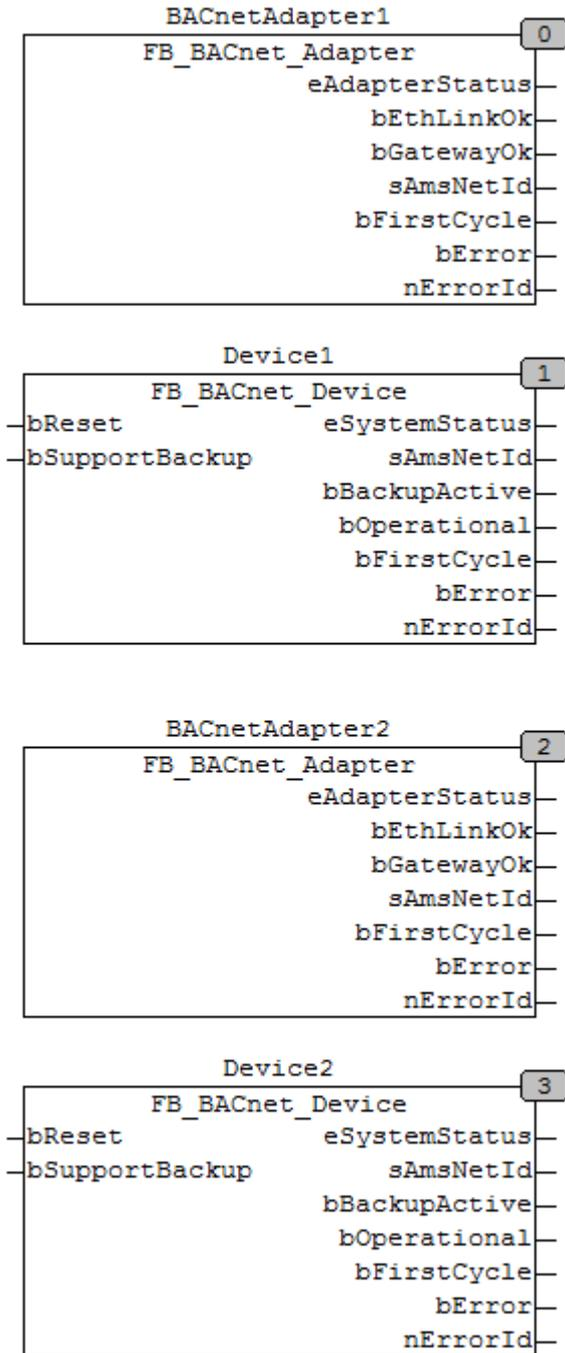 BACnetAdapter1
0
FB_BACnet_Adapter
eAdapterStatus
bEthLinkOk
bGatewayOk
sAmsNetId
bFirstCycle
bError
nErrorId
Device1
1
FB_BACnet_Device
bReset eSystemStatus
bSupportBackup sAmsNetId
bBackupActive
bOperational
bFirstCycle
bError
nErrorId
BACnetAdapter2
2
FB_BACnet_Adapter
eAdapterStatus
bEthLinkOk
bGatewayOk
sAmsNetId
bFirstCycle
bError
nErrorId
Device2
3
FB_BACnet_Device
bReset eSystemStatus
bSupportBackup sAmsNetId
bBackupActive
bOperational
bFirstCycle
bError
nErrorId